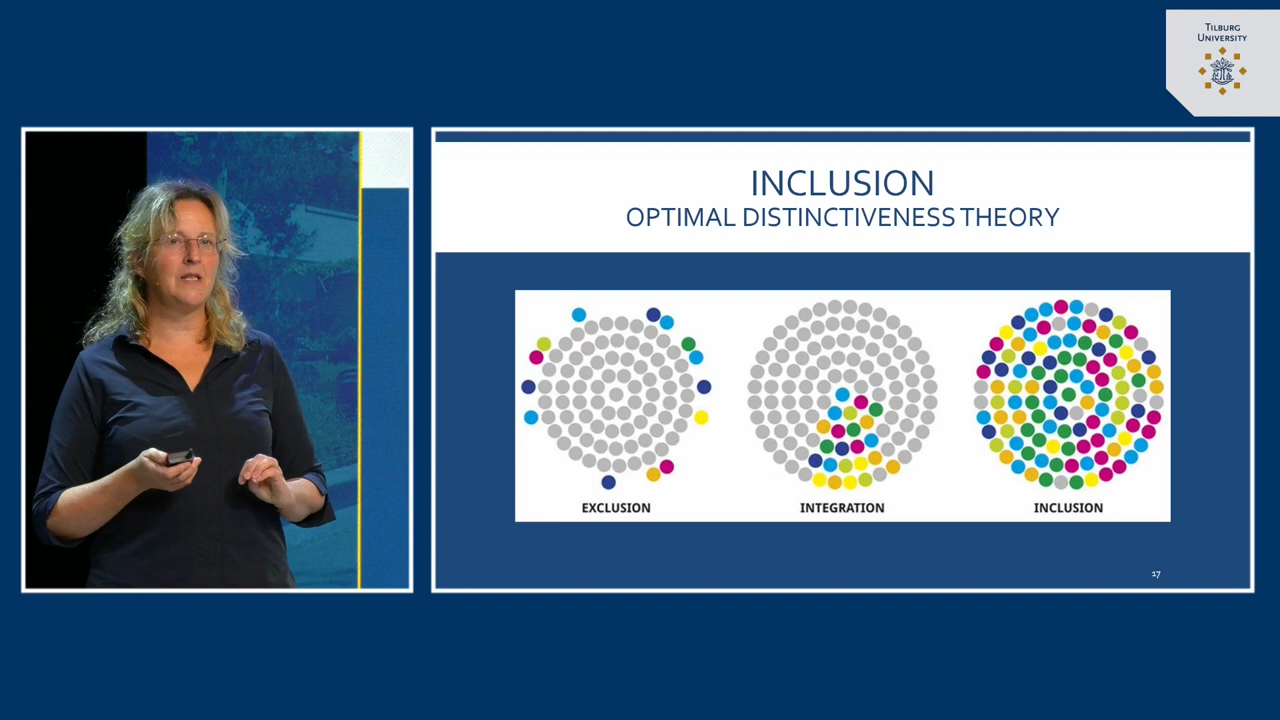 TILBURG
UNIVERSITY
INCLUSION
OPTIMAL DISTINCTIVENESS THEORY
EXCLUSION
INTEGRATION
INCLUSION
17